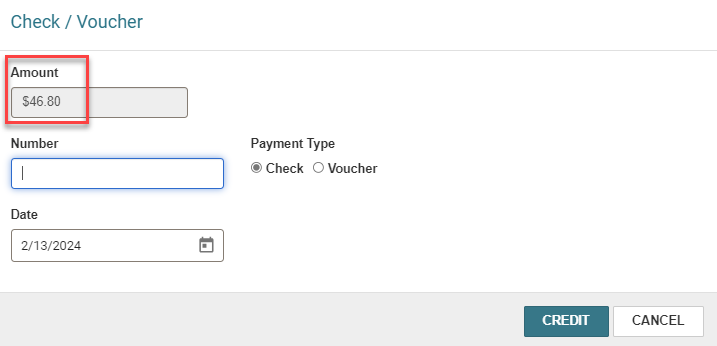 Check / Voucher
Amount
$46.80
Number
Payment Type
Check Voucher
Date
2/13/2024
CREDIT CANCEL